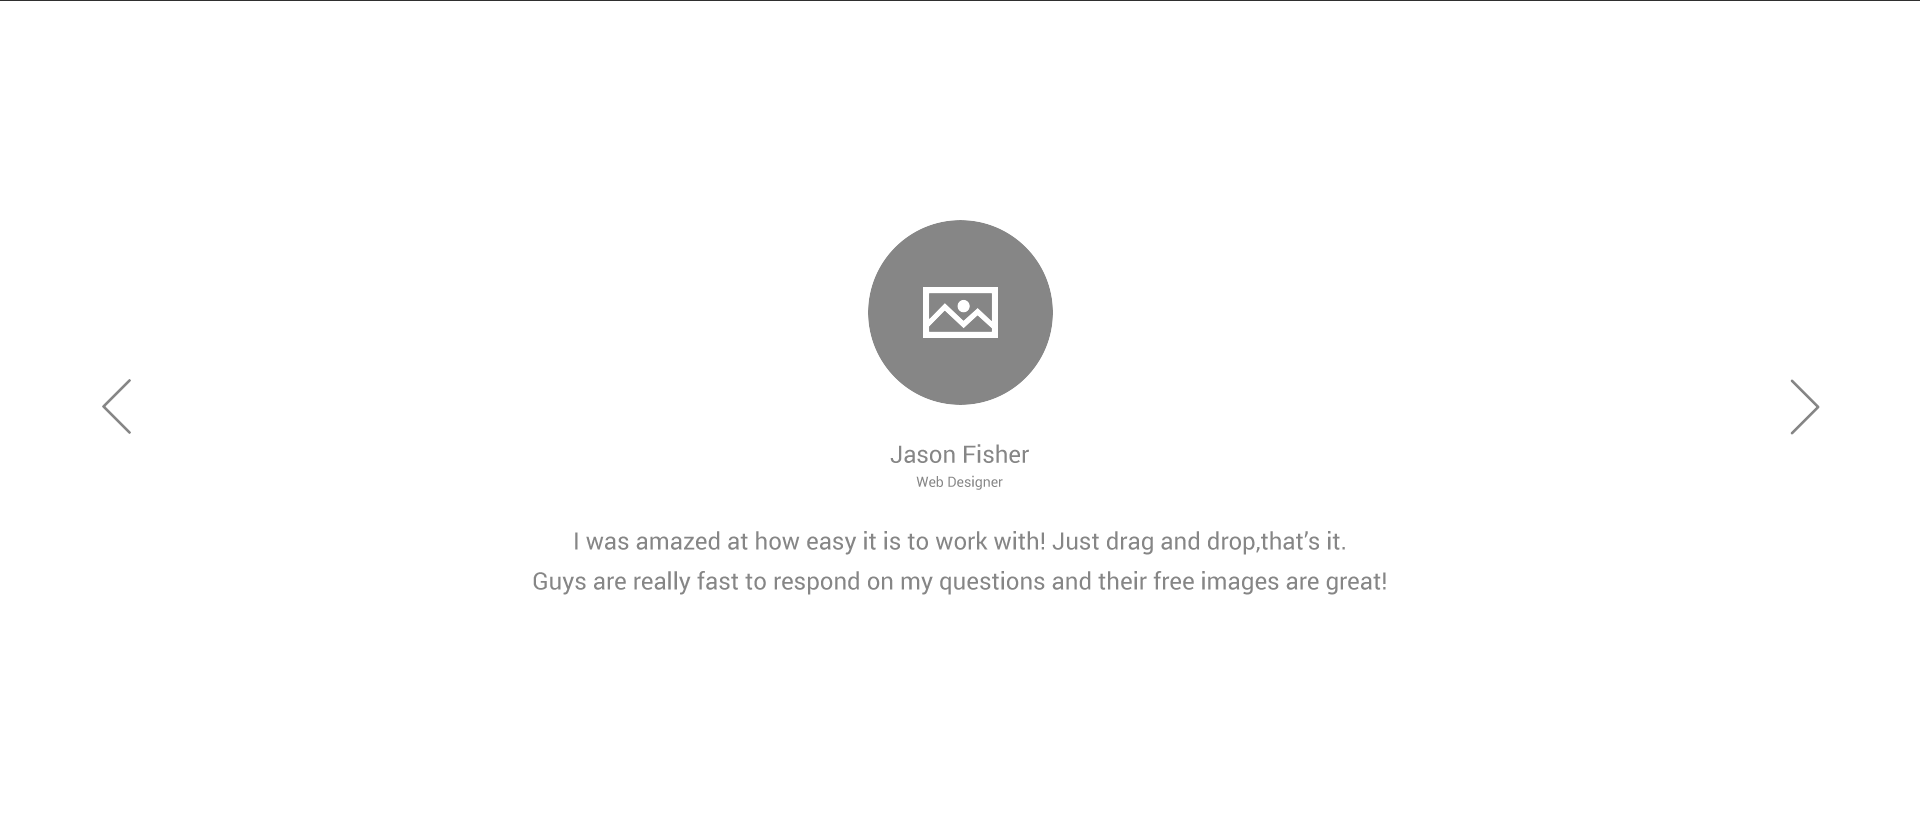 Jason Fisher
Web Designer
I was amazed at how easy it is to work with! Just drag and drop,that’s it.
Guys are really fast to respond on my questions and their free images are great!